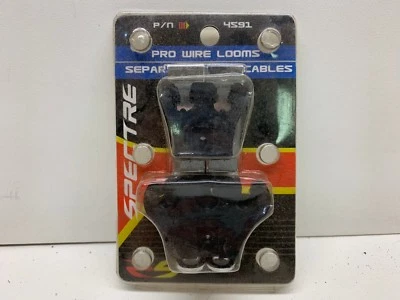 P/N 4591
PRO WIRE LOOMS
SEPAR CABLES
SPECTRE